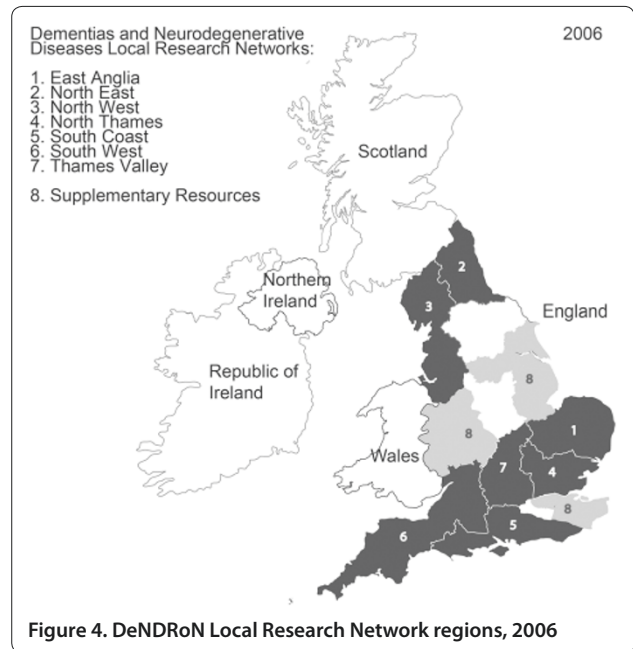 Dementias and Neurodegenerative
Diseases Local Research Networks:
2006
1. East Anglia
2. North East
3. North West
4. North Thames
5. South Coast
6. South West
7. Thames Valley
8. Supplementary Resources
Scotland
Northern
Ireland
2
3
England
Republic of
Ireland
8
1
8
Wales
7
4
8
5
6
Figure 4. DeNDRoN Local Research Network regions, 2006